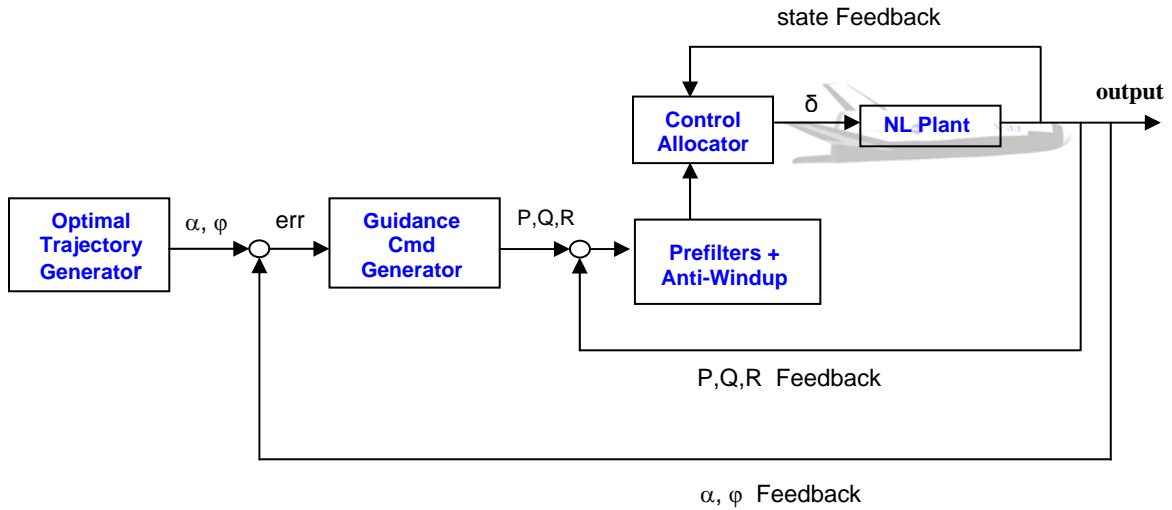 state Feedback
output
Control
Allocator
δ
NL Plant
Optimal
Trajectory
Generator
α, φ
err
Guidance
Cmd
Generator
P,Q,R
Prefilters +
Anti-Windup
P,Q,R Feedback
α, φ Feedback